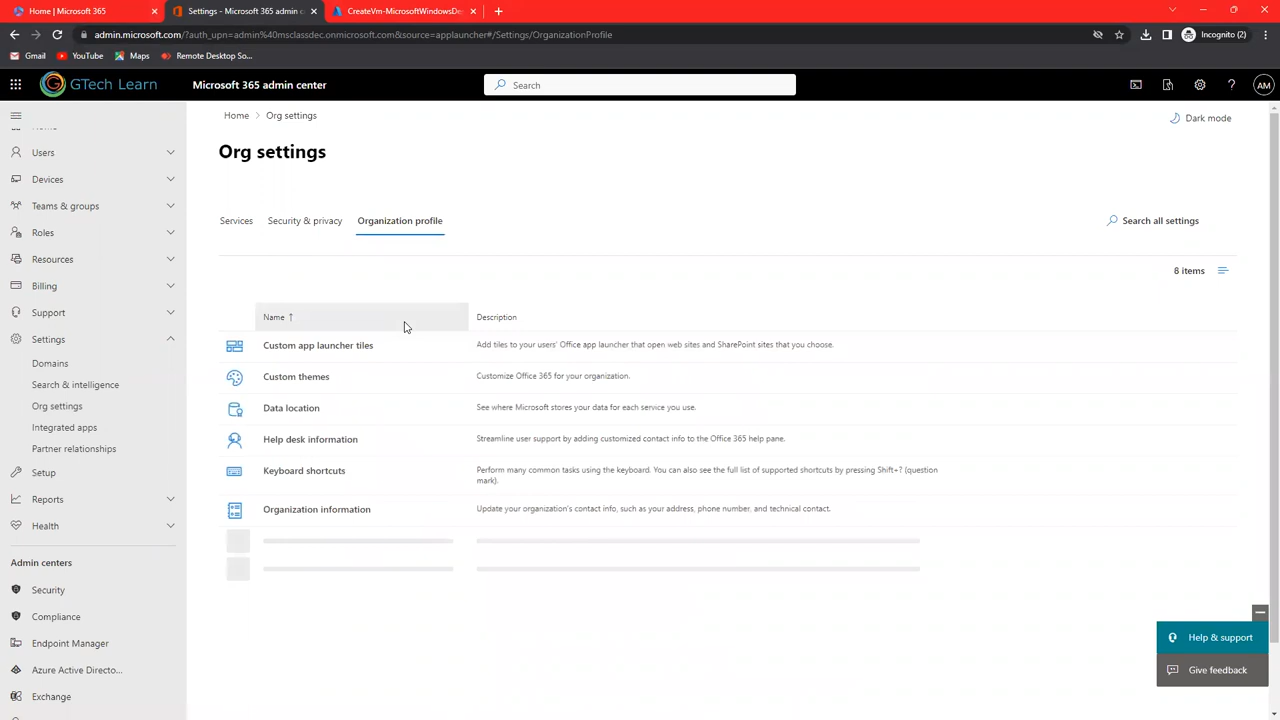 Home | Microsoft 365
Settings - Microsoft 365 admin c
CreateVm-MicrosoftWindowsDe
admin.microsoft.com/?auth_upn=admin%40msclassdec.onmicrosoft.com&source=applauncher#/Settings/OrganizationProfile
Incognito (2)
Gmail
YouTube
Maps
Remote Desktop So...
GTech Learn
Microsoft 365 admin center
Search
AM
Home
Users
Devices
Teams & groups
Roles
Resources
Billing
Support
Settings
Domains
Search & intelligence
Org settings
Integrated apps
Partner relationships
Setup
Reports
Health
Admin centers
Security
Compliance
Endpoint Manager
Azure Active Directo...
Exchange
Home > Org settings
Dark mode
Org settings
Services
Security & privacy
Organization profile
Search all settings
8 items
Name ↑
Description
Custom app launcher tiles
Add tiles to your users' Office app launcher that open web sites and SharePoint sites that you choose.
Custom themes
Customize Office 365 for your organization.
Data location
See where Microsoft stores your data for each service you use.
Help desk information
Streamline user support by adding customized contact info to the Office 365 help pane.
Keyboard shortcuts
Perform many common tasks using the keyboard. You can also see the full list of supported shortcuts by pressing Shift+? (question
mark).
Organization information
Update your organization's contact info, such as your address, phone number, and technical contact.
Help & support
Give feedback